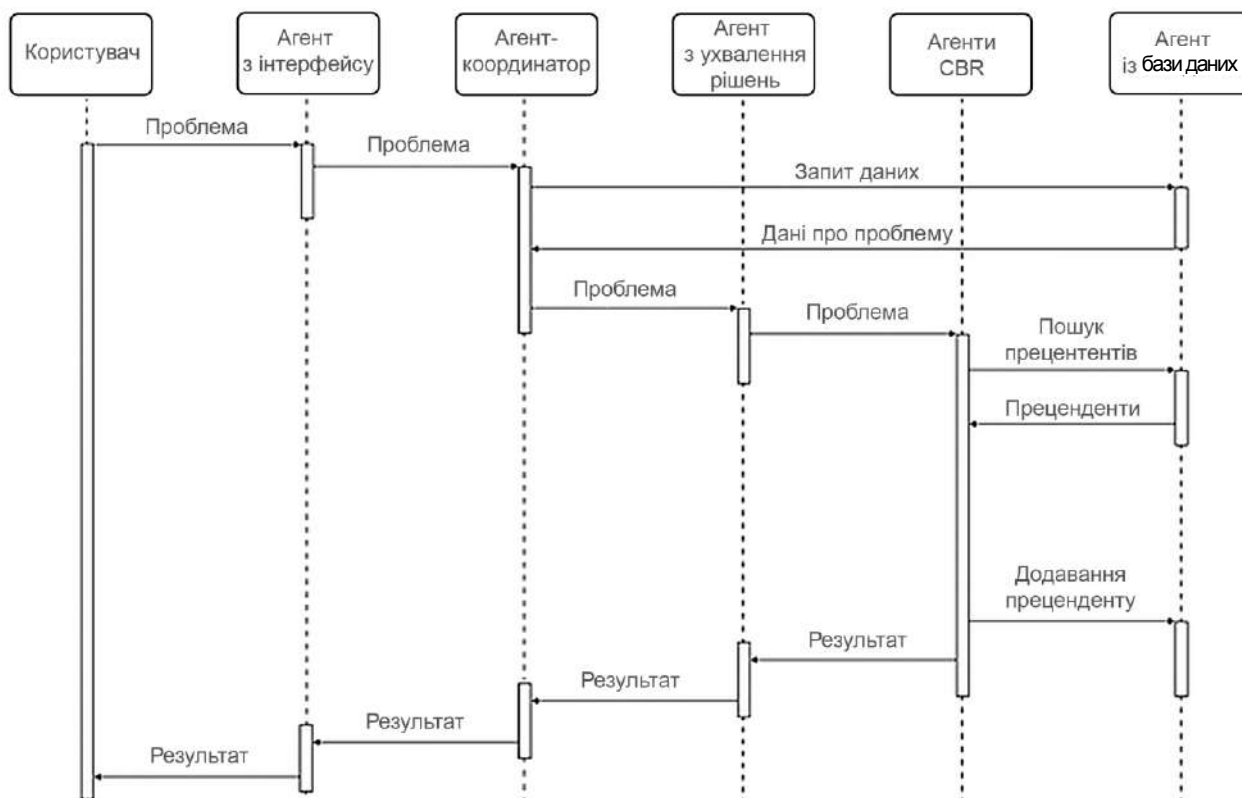 Користувач
Агент
з інтерфейсу
Агент-
координатор
Агент
з ухвалення
рішень
Агенти
CBR
Агент
із бази даних
Проблема
Проблема
Запит даних
Дані про проблему
Проблема
Проблема
Пошук
прецентентів
Преценденти
Додавання
преценденту
Результат
Результат
Результат
Результат